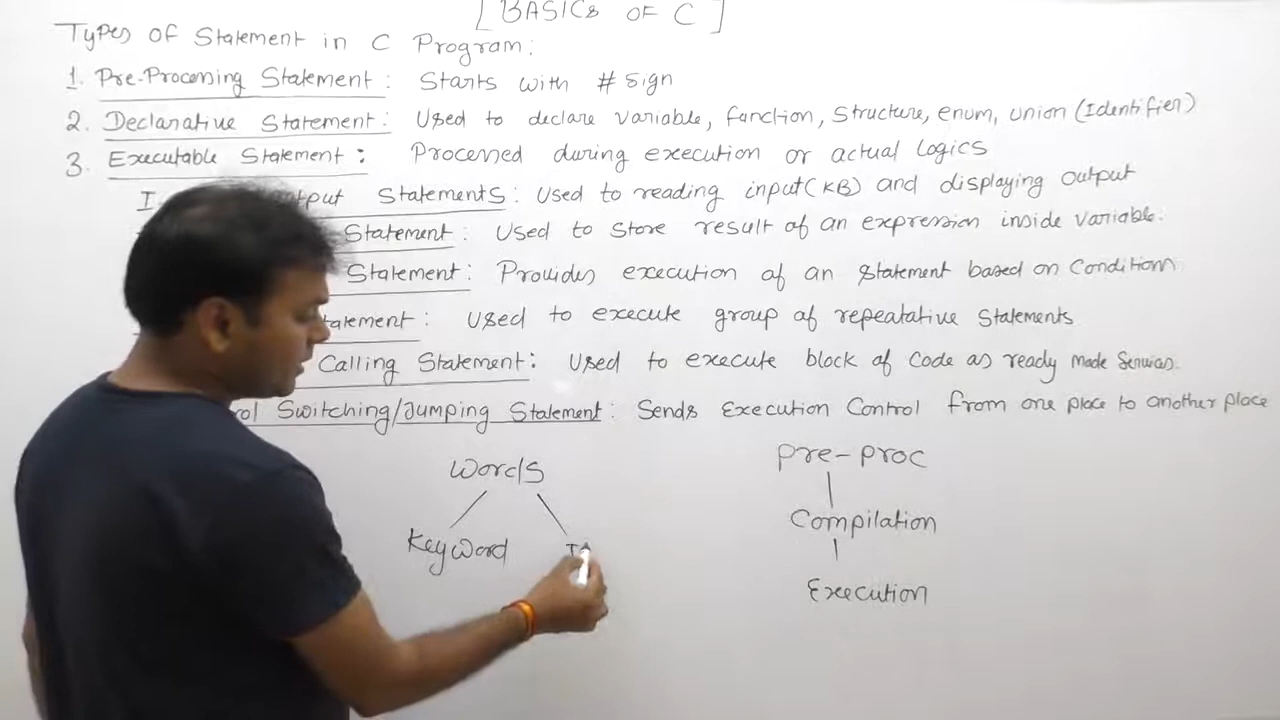 [ BASICS OF C ]
Types of Statement in C Program:
1. Pre-Processing Statement : Starts with # sign
2. Declarative Statement : Used to declare variable, function, Structure, enum, union (Identifier)
3. Executable Statement : Processed during execution or actual logics
I Statements : Used to reading input(KB) and displaying output
Statement : Used to store result of an expression inside variable.
Statement : Provides execution of an statement based on Condition
Statement : Used to execute group of repeatative Statements
Calling Statement : Used to execute block of Code as ready made
Switching/Jumping Statement : Sends Execution Control from one place to another place
Words
Keyword
Pre-proc
Compilation
Execution